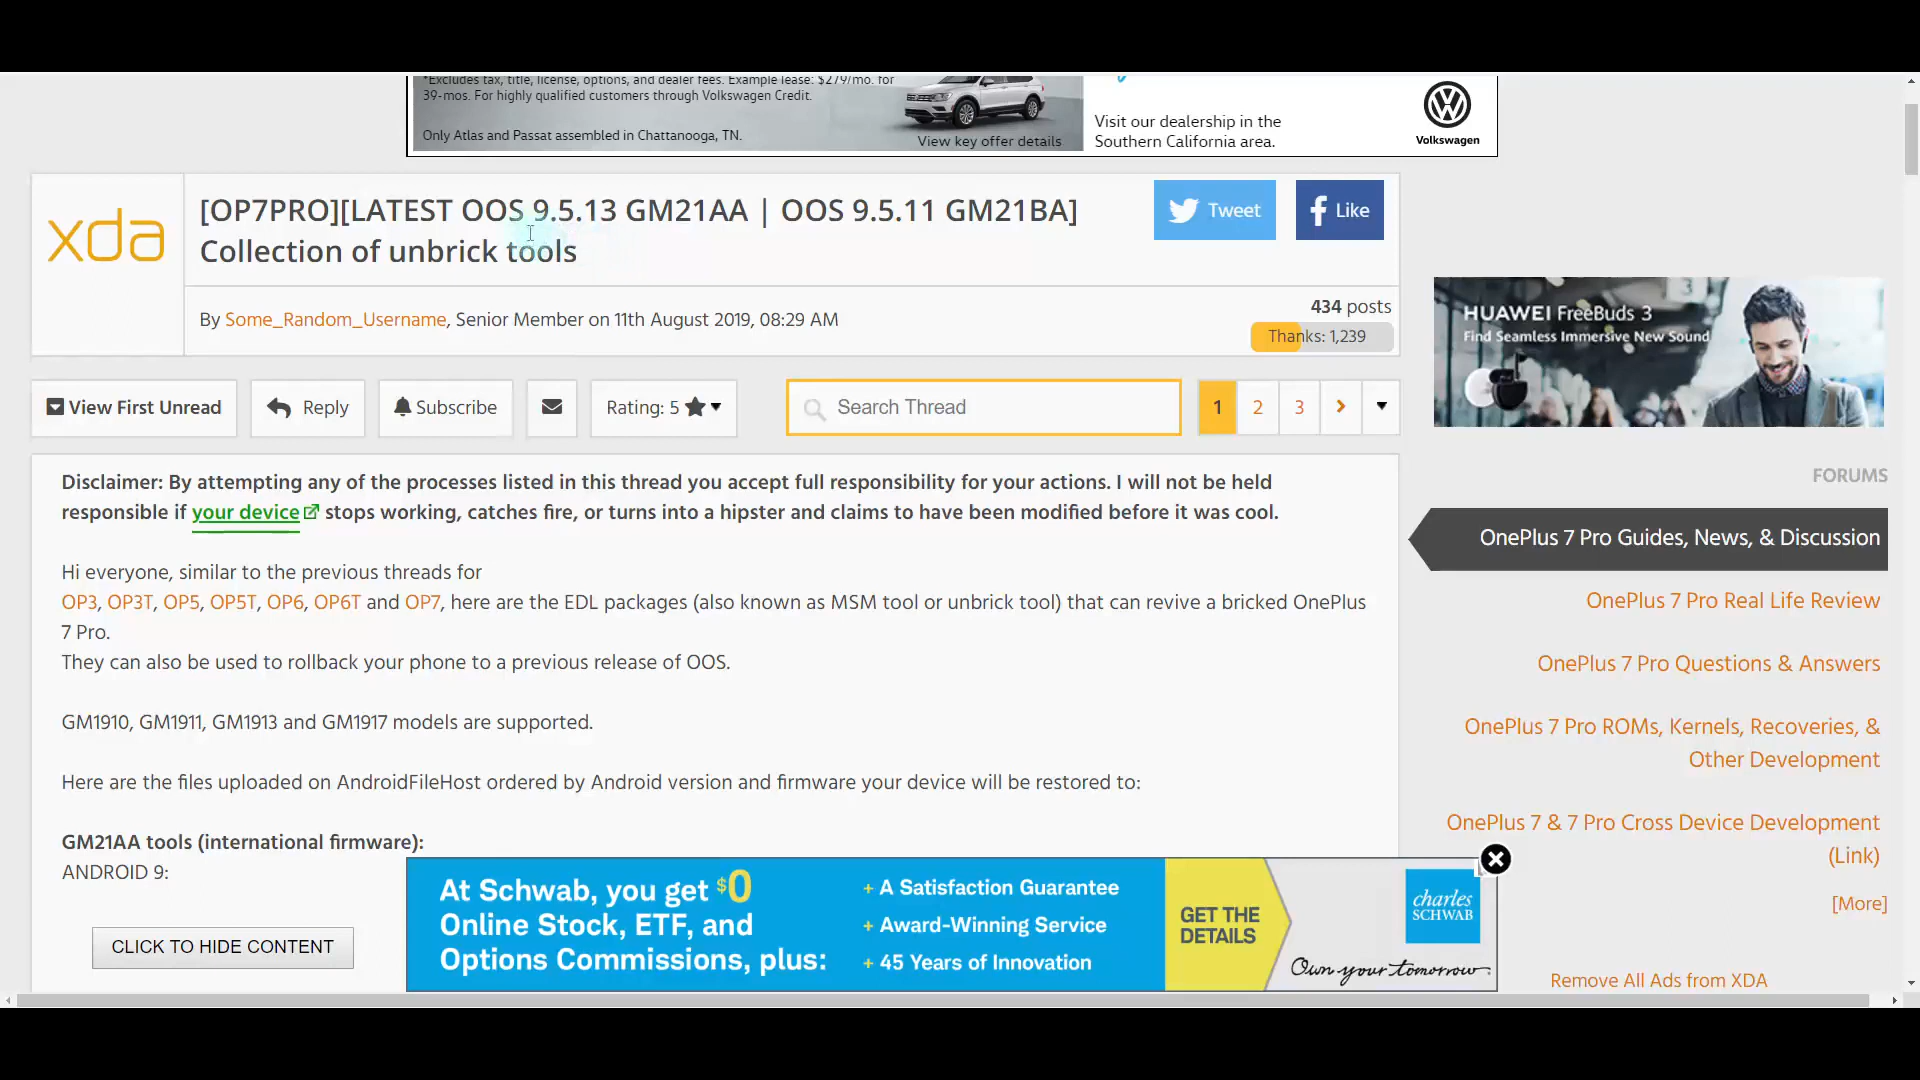 *Excludes tax, title, license, options, and dealer fees. Example lease: $279/mo. for
39-mos. For highly qualified customers through Volkswagen Credit.
Only Atlas and Passat assembled in Chattanooga, TN.
View key offer details
Visit our dealership in the
Southern California area.
Volkswagen
xda
[OP7PRO][LATEST OOS 9.5.13 GM21AA | OOS 9.5.11 GM21BA]
Collection of unbrick tools
Tweet
Like
By Some_Random_Username, Senior Member on 11th August 2019, 08:29 AM
434 posts
Thanks: 1,239
HUAWEI FreeBuds 3
Find Seamless Immersive New Sound
View First Unread
Reply
Subscribe
Rating: 5
Search Thread
1 2 3
FORUMS
Disclaimer: By attempting any of the processes listed in this thread you accept full responsibility for your actions. I will not be held
responsible if your device stops working, catches fire, or turns into a hipster and claims to have been modified before it was cool.
OnePlus 7 Pro Guides, News, & Discussion
Hi everyone, similar to the previous threads for
OP3, OP3T, OP5, OP5T, OP6, OP6T and OP7, here are the EDL packages (also known as MSM tool or unbrick tool) that can revive a bricked OnePlus
7 Pro.
They can also be used to rollback your phone to a previous release of OOS.
OnePlus 7 Pro Real Life Review
OnePlus 7 Pro Questions & Answers
GM1910, GM1911, GM1913 and GM1917 models are supported.
OnePlus 7 Pro ROMs, Kernels, Recoveries, &
Other Development
Here are the files uploaded on AndroidFileHost ordered by Android version and firmware your device will be restored to:
OnePlus 7 & 7 Pro Cross Device Development
(Link)
GM21AA tools (international firmware):
ANDROID 9:
[More]
CLICK TO HIDE CONTENT
At Schwab, you get $0
Online Stock, ETF, and
Options Commissions, plus:
+ A Satisfaction Guarantee
+ Award-Winning Service
+ 45 Years of Innovation
GET THE
DETAILS
charles
SCHWAB
Own your tomorrow.
Remove All Ads from XDA